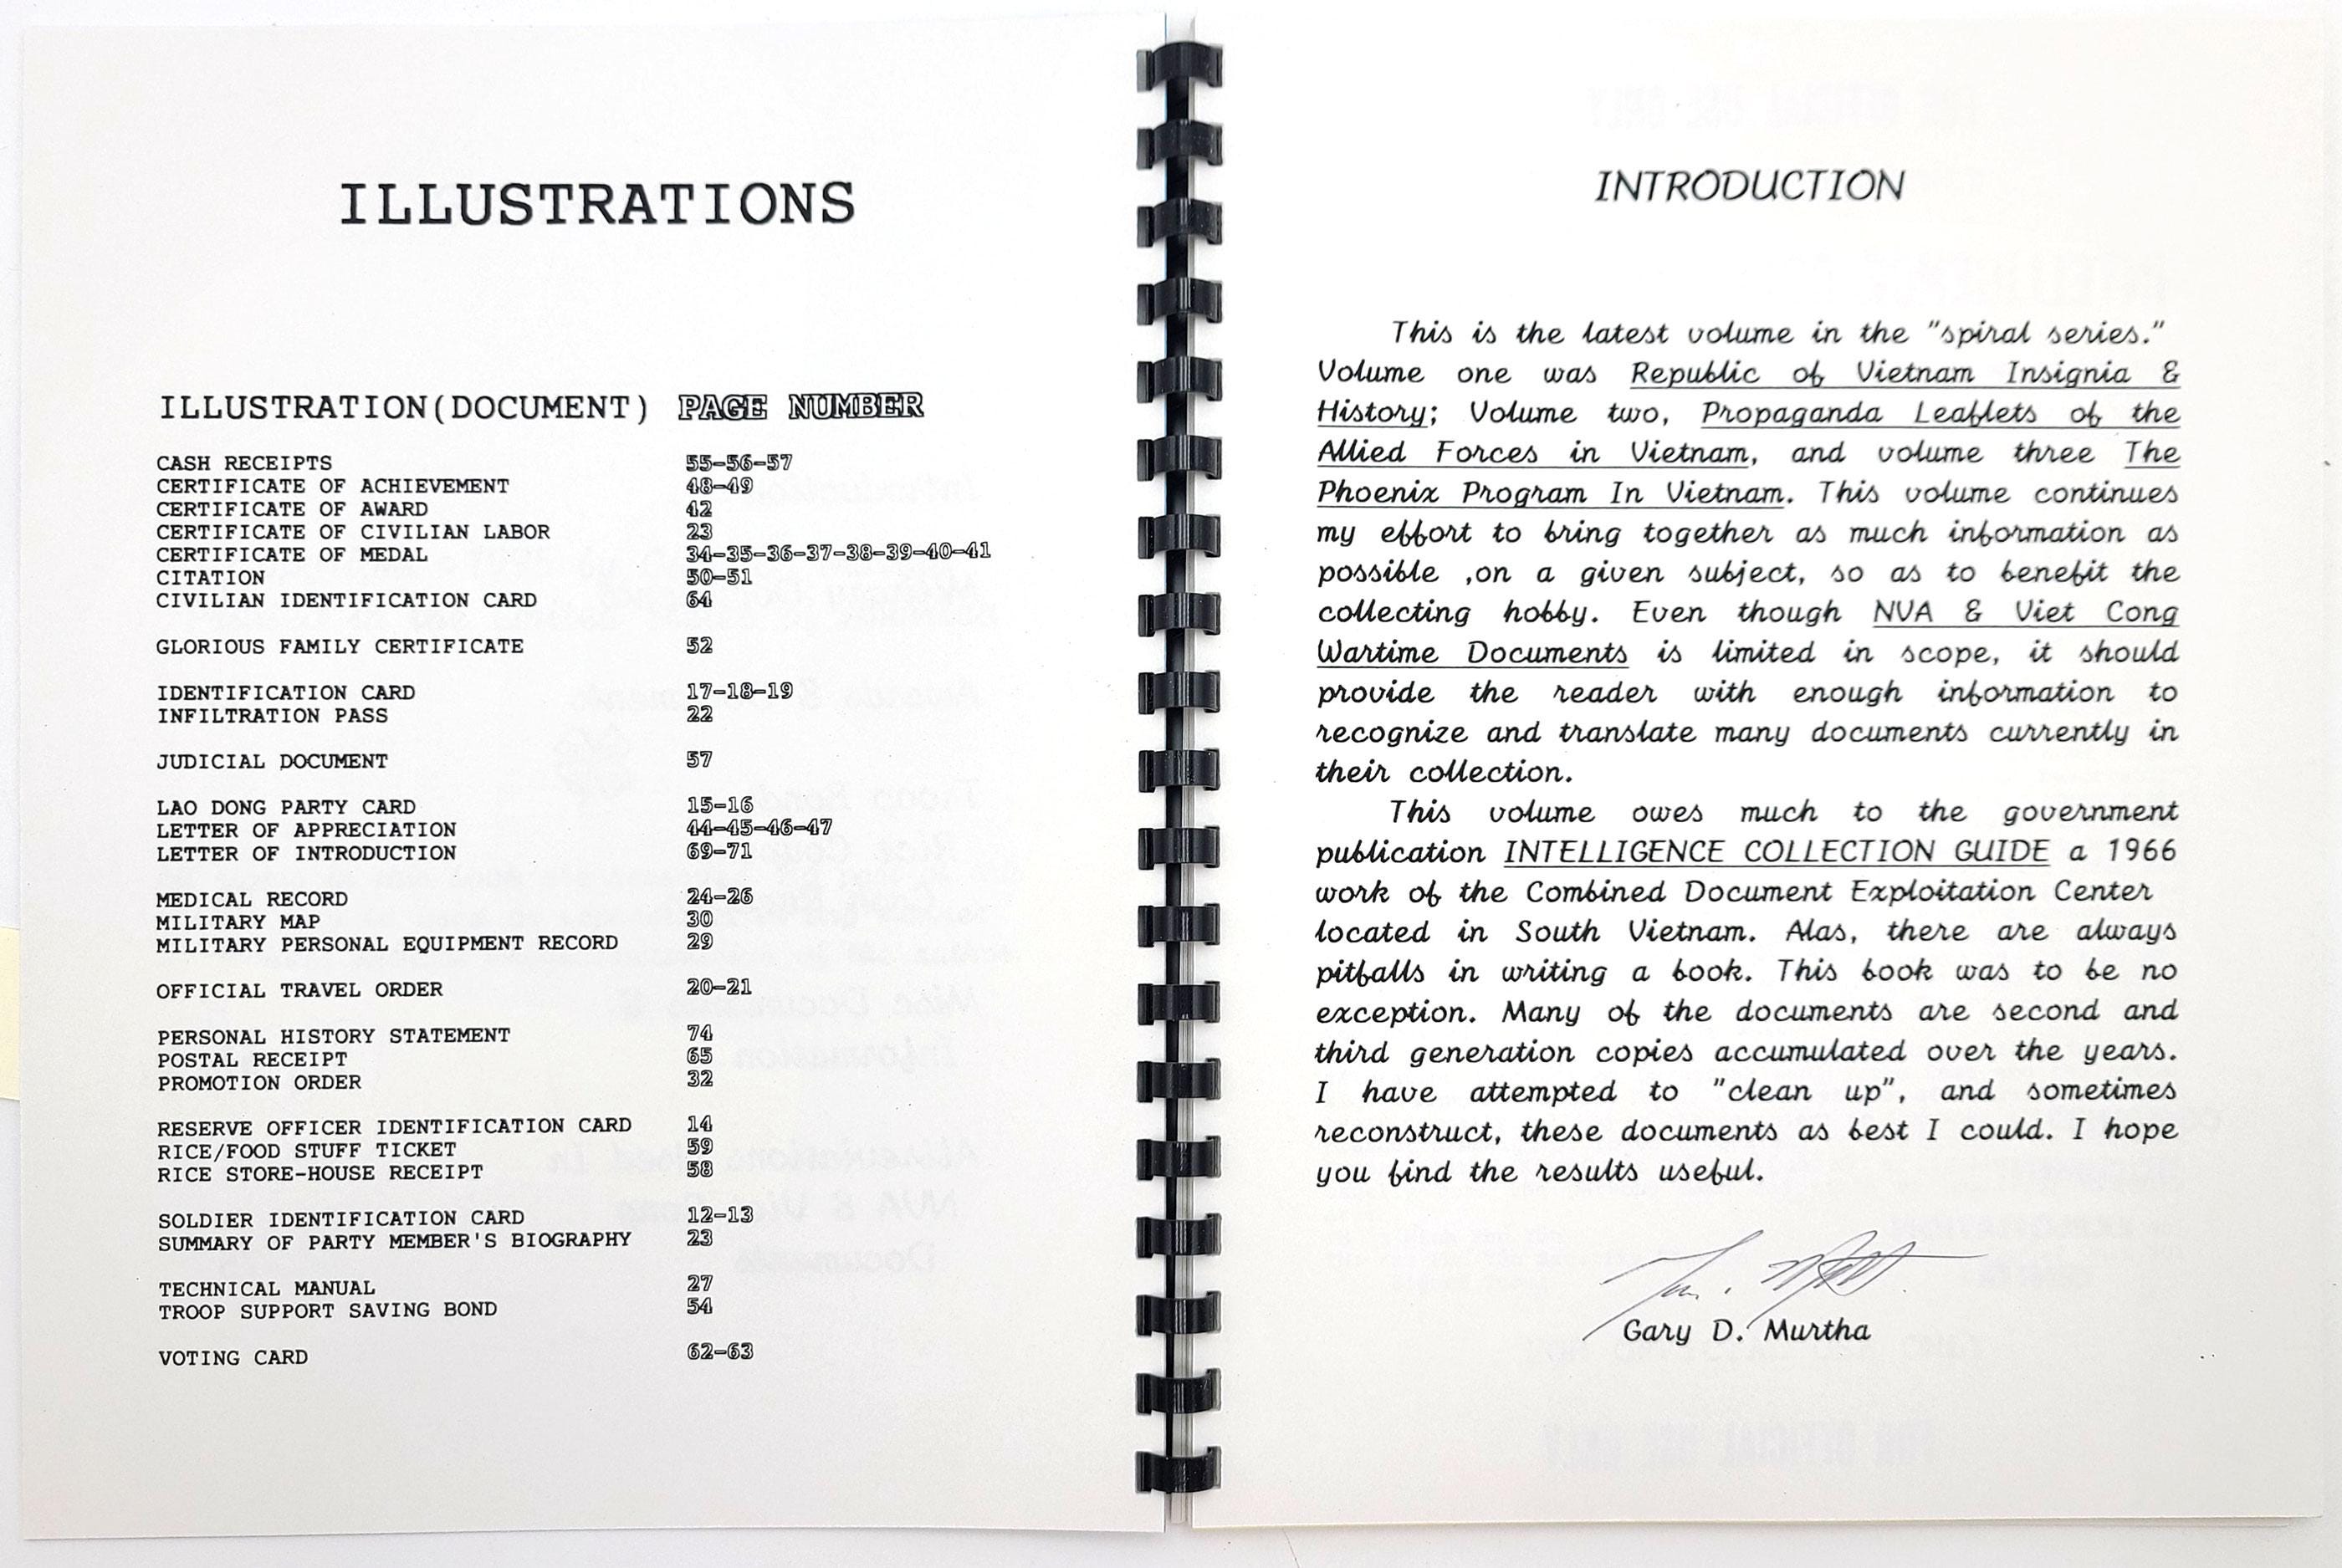 ILLUSTRATIONS
ILLUSTRATION(DOCUMENT) PAGE NUMBER
CASH RECEIPTS 55-56-57
CERTIFICATE OF ACHIEVEMENT 48-49
CERTIFICATE OF AWARD 42
CERTIFICATE OF CIVILIAN LABOR 23
CERTIFICATE OF MEDAL 34-35-36-37-38-39-40-41
CITATION 50-51
CIVILIAN IDENTIFICATION CARD 64
GLORIOUS FAMILY CERTIFICATE 52
IDENTIFICATION CARD 17-18-19
INFILTRATION PASS 22
JUDICIAL DOCUMENT 57
LAO DONG PARTY CARD 15-16
LETTER OF APPRECIATION 44-45-46-47
LETTER OF INTRODUCTION 69-71
MEDICAL RECORD 24-26
MILITARY MAP 30
MILITARY PERSONAL EQUIPMENT RECORD 29
OFFICIAL TRAVEL ORDER 20-21
PERSONAL HISTORY STATEMENT 74
POSTAL RECEIPT 65
PROMOTION ORDER 32
RESERVE OFFICER IDENTIFICATION CARD 14
RICE/FOOD STUFF TICKET 59
RICE STORE-HOUSE RECEIPT 58
SOLDIER IDENTIFICATION CARD 12-13
SUMMARY OF PARTY MEMBER'S BIOGRAPHY 23
TECHNICAL MANUAL 27
TROOP SUPPORT SAVING BOND 54
VOTING CARD 62-63
INTRODUCTION
This is the latest volume in the "spiral series."
Volume one was Republic of Vietnam Insignia &
History; Volume two, Propaganda Leaflets of the
Allied Forces in Vietnam, and volume three The
Phoenix Program In Vietnam. This volume continues
my effort to bring together as much information as
possible ,on a given subject, so as to benefit the
collecting hobby. Even though NVA & Viet Cong
Wartime Documents is limited in scope, it should
provide the reader with enough information to
recognize and translate many documents currently in
their collection.
This volume owes much to the government
publication INTELLIGENCE COLLECTION GUIDE a 1966
work of the Combined Document Exploitation Center
located in South Vietnam. Alas, there are always
pitfalls in writing a book. This book was to be no
exception. Many of the documents are second and
third generation copies accumulated over the years.
I have attempted to "clean up", and sometimes
reconstruct, these documents as best I could. I hope
you find the results useful.
Gary D. Murtha